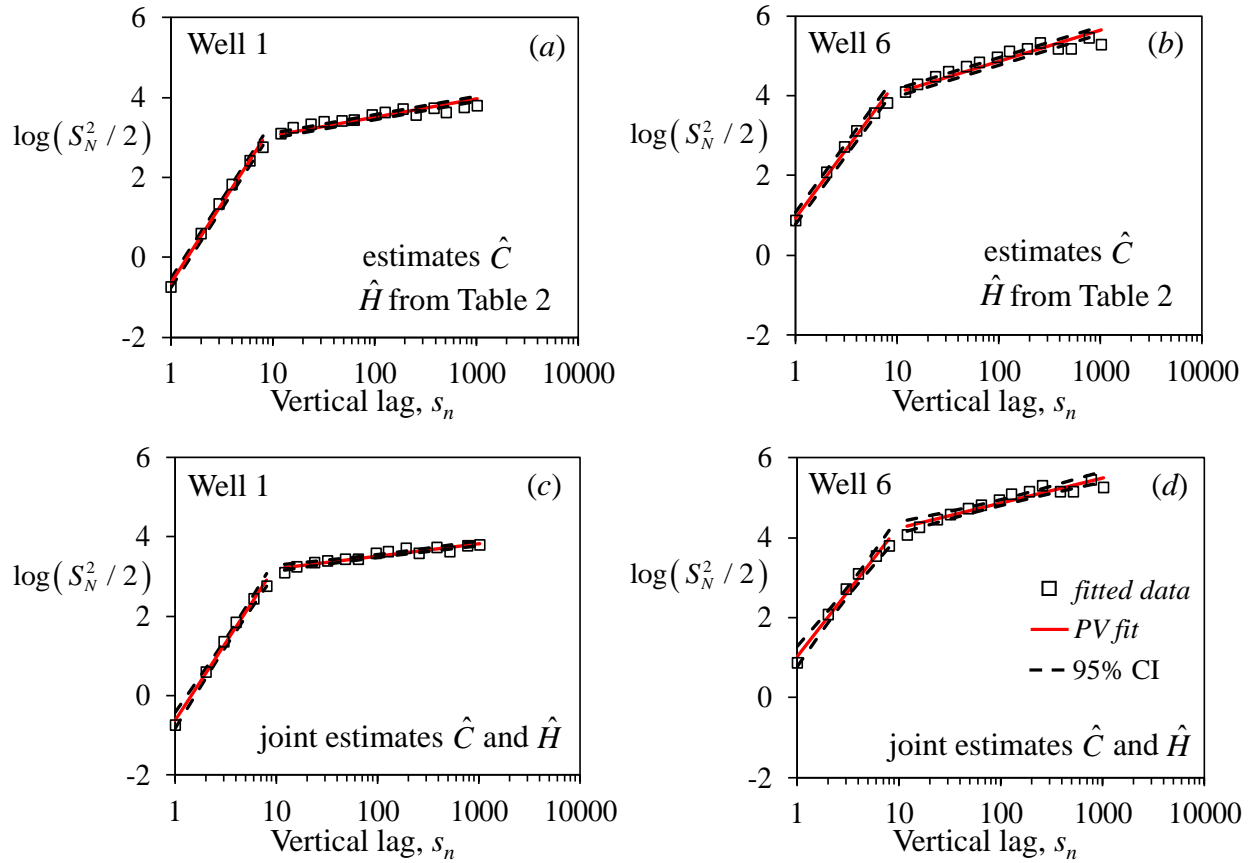 6
Well 1
(a)
4
log(S_N^2 / 2)
2
0
estimates Ĉ
Ĥ from Table 2
-2
1 10 100 1000 10000
Vertical lag, s_n
6
Well 6
(b)
4
log(S_N^2 / 2)
2
0
estimates Ĉ
Ĥ from Table 2
-2
1 10 100 1000 10000
Vertical lag, s_n
6
Well 1
(c)
4
log(S_N^2 / 2)
2
0
joint estimates Ĉ and Ĥ
-2
1 10 100 1000 10000
Vertical lag, s_n
6
Well 6
(d)
4
log(S_N^2 / 2)
2
fitted data
PV fit
95% CI
0
joint estimates Ĉ and Ĥ
-2
1 10 100 1000 10000
Vertical lag, s_n